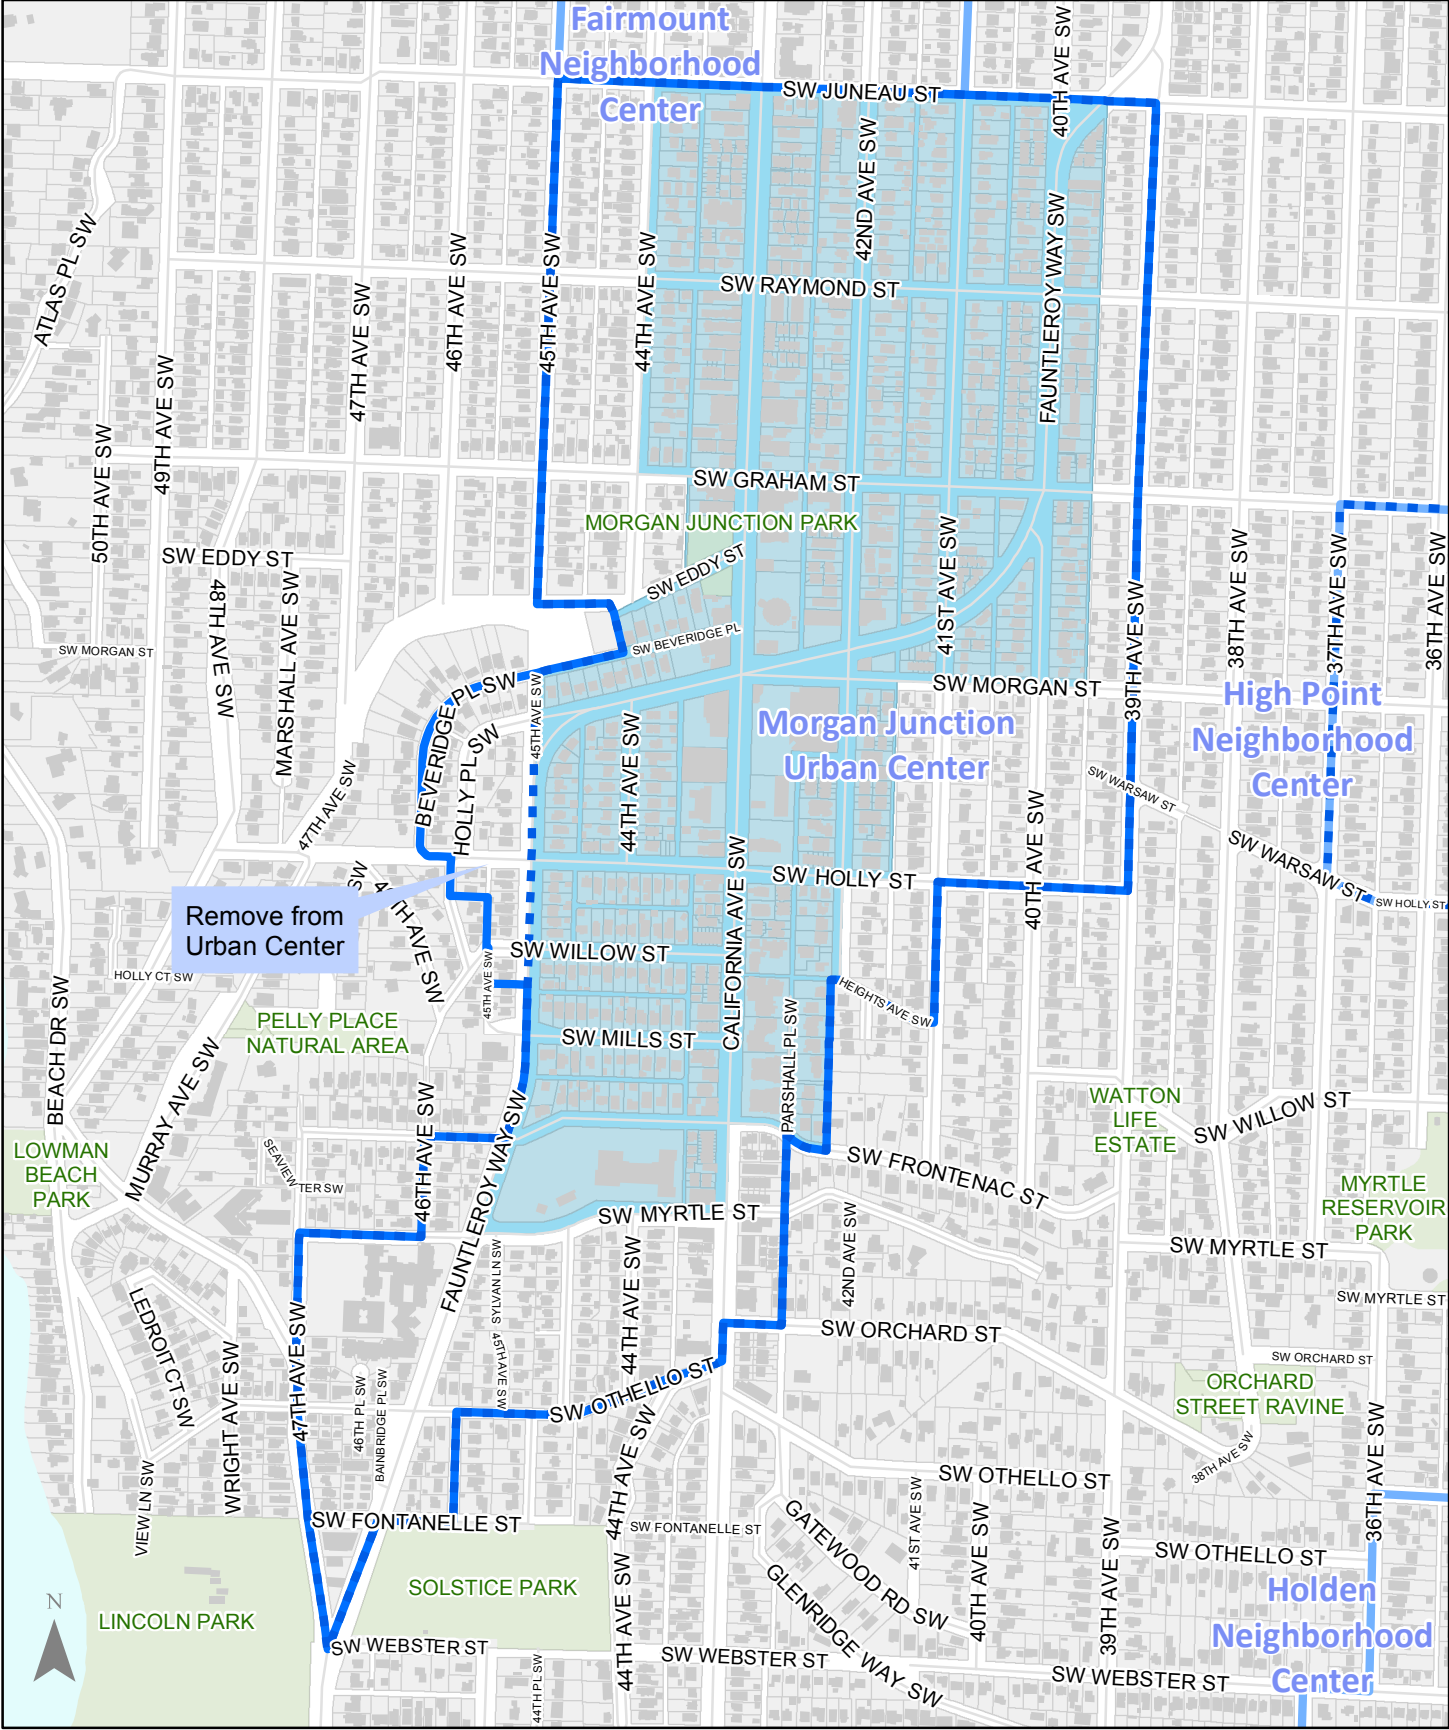 Fairmount
Neighborhood
Center
SW JUNEAU ST
40TH AVE SW
42ND AVE SW
ATLAS PL SW
46TH AVE SW
45TH AVE SW
44TH AVE SW
47TH AVE SW
SW RAYMOND ST
FAUNTLEROY WAY SW
49TH AVE SW
50TH AVE SW
SW GRAHAM ST
MORGAN JUNCTION PARK
SW EDDY ST
SW EDDY ST
48TH AVE SW
MARSHALL AVE SW
41ST AVE SW
39TH AVE SW
38TH AVE SW
37TH AVE SW
36TH AVE SW
SW MORGAN ST
SW BEVERIDGE PL
BEVERIDGE PL SW
HOLLY PL SW
45TH AVE SW
SW MORGAN ST
High Point
Neighborhood
Center
Morgan Junction
Urban Center
44TH AVE SW
47TH AVE SW
SW WARSAW ST
SW WARSAW ST
SW HOLLY ST
CALIFORNIA AVE SW
SW HOLLY ST
40TH AVE SW
Remove from
Urban Center
SW
TH AVE SW
SW WILLOW ST
45TH AVE SW
HOLLY CT SW
BEACH DR SW
HEIGHTS AVE SW
PELLY PLACE
NATURAL AREA
SW MILLS ST
PARSHALL PL SW
MURRAY AVE SW
46TH AVE SW
FAUNTLEROY WAY SW
WATTON
LIFE
ESTATE
SW WILLOW ST
LOWMAN
BEACH
PARK
SEAVIEW
TER SW
SW FRONTENAC ST
MYRTLE
RESERVOIR
PARK
SW MYRTLE ST
42ND AVE SW
SW MYRTLE ST
SW MYRTLE ST
SYLVAN LN SW
44TH AVE SW
LEDROIT CT SW
WRIGHT AVE SW
47TH AVE SW
45TH AVE SW
SW ORCHARD ST
SW ORCHARD ST
ORCHARD
STREET RAVINE
46TH PL SW
BAINBRIDGE PL SW
SW OTHELLO ST
44TH AVE SW
38TH AVE SW
36TH AVE SW
VIEW LN SW
SW OTHELLO ST
SW FONTANELLE ST
SW FONTANELLE ST
GATEWOOD RD SW
41ST AVE SW
40TH AVE SW
39TH AVE SW
SW OTHELLO ST
GLENRIDGE WAY SW
Holden
Neighborhood
Center
SOLSTICE PARK
LINCOLN PARK
N
SW WEBSTER ST
44TH AVE SW
44TH PL SW
SW WEBSTER ST
SW WEBSTER ST